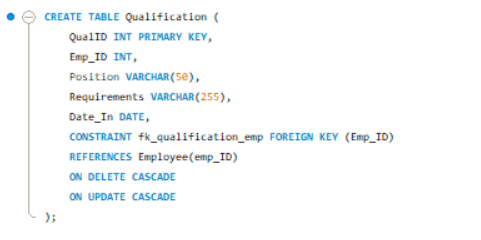 CREATE TABLE Qualification (
QualID INT PRIMARY KEY,
Emp_ID INT,
Position VARCHAR(50),
Requirements VARCHAR(255),
Date_In DATE,
CONSTRAINT fk_qualification_emp FOREIGN KEY (Emp_ID)
REFERENCES Employee(emp_ID)
ON DELETE CASCADE
ON UPDATE CASCADE
);